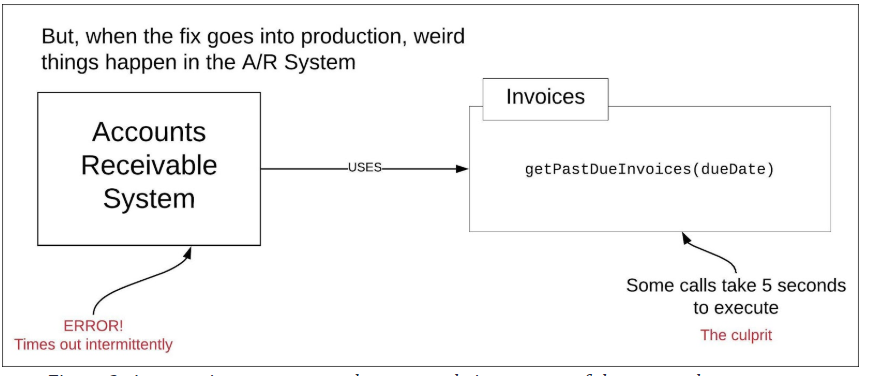 But, when the fix goes into production, weird
things happen in the A/R System
Accounts
Receivable
System
USES
Invoices
getPastDueInvoices(dueDate)
ERROR!
Times out intermittently
Some calls take 5 seconds
to execute
The culprit